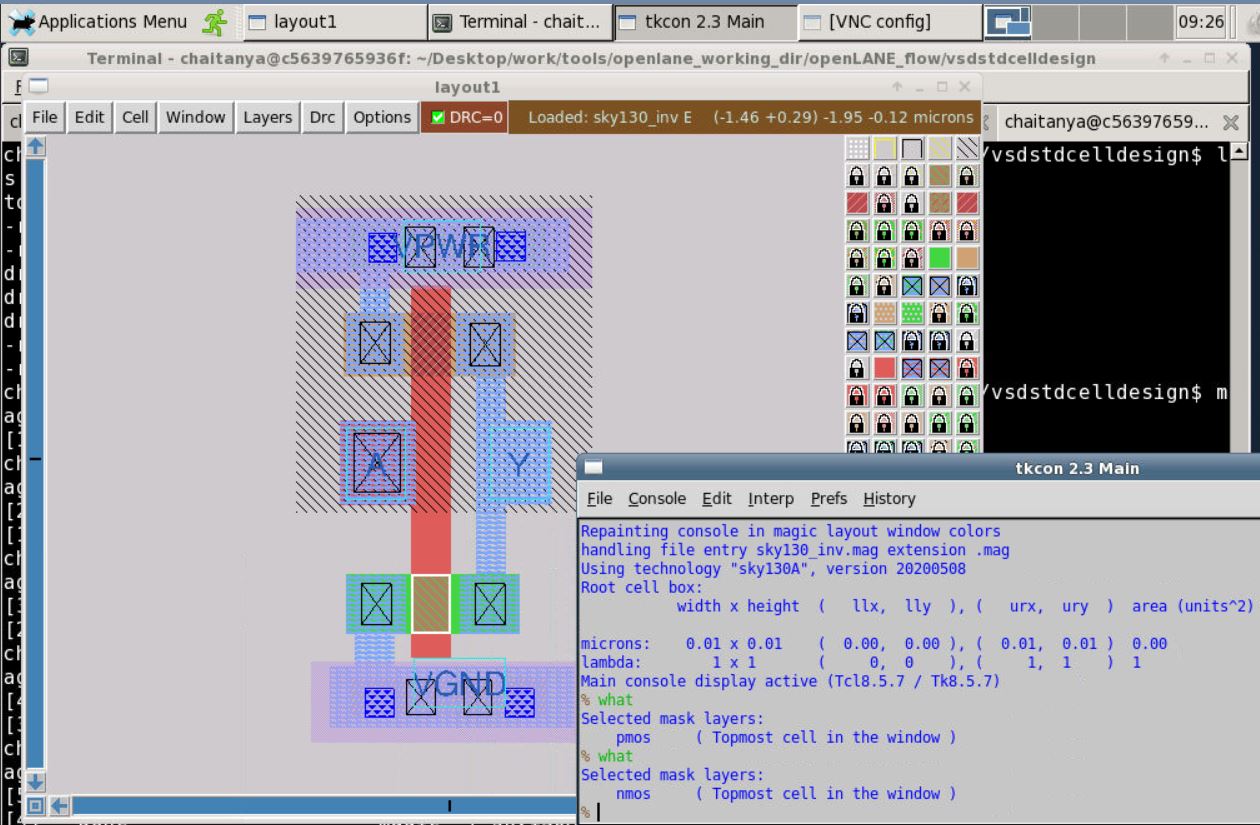 Applications Menu
layout1
Terminal - chait...
tkcon 2.3 Main
[VNC config]
09:26
Terminal - chaitanya@c5639765936f: ~/Desktop/work/tools/openlane_working_dir/openLANE_flow/vsdstdcelldesign
layout1
File Edit Cell Window Layers Drc Options DRC=0 Loaded: sky130_inv E (-1.46 +0.29) -1.95 -0.12 microns
chaitanya@c56397659...
/vsdstdcelldesign$ l
VPWR
/vsdstdcelldesign$ m
A
Y
VGND
tkcon 2.3 Main
File Console Edit Interp Prefs History
Repainting console in magic layout window colors
handling file entry sky130_inv.mag extension .mag
Using technology "sky130A", version 20200508
Root cell box:
width x height ( llx, lly ), ( urx, ury ) area (units^2)
microns: 0.01 x 0.01 ( 0.00, 0.00 ), ( 0.01, 0.01 ) 0.00
lambda: 1 x 1 ( 0, 0 ), ( 1, 1 ) 1
Main console display active (Tcl8.5.7 / Tk8.5.7)
% what
Selected mask layers:
pmos ( Topmost cell in the window )
% what
Selected mask layers:
nmos ( Topmost cell in the window )
%